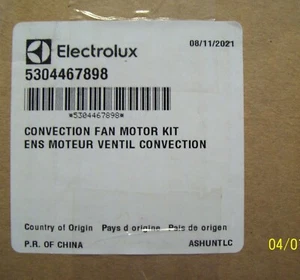 Electrolux 08/11/2021
5304467898
*5304467898*
CONVECTION FAN MOTOR KIT
ENS MOTEUR VENTIL CONVECTION
Country of Origin Pays d origine Pais de origen
P.R. OF CHINA ASHUNTLC
04/0